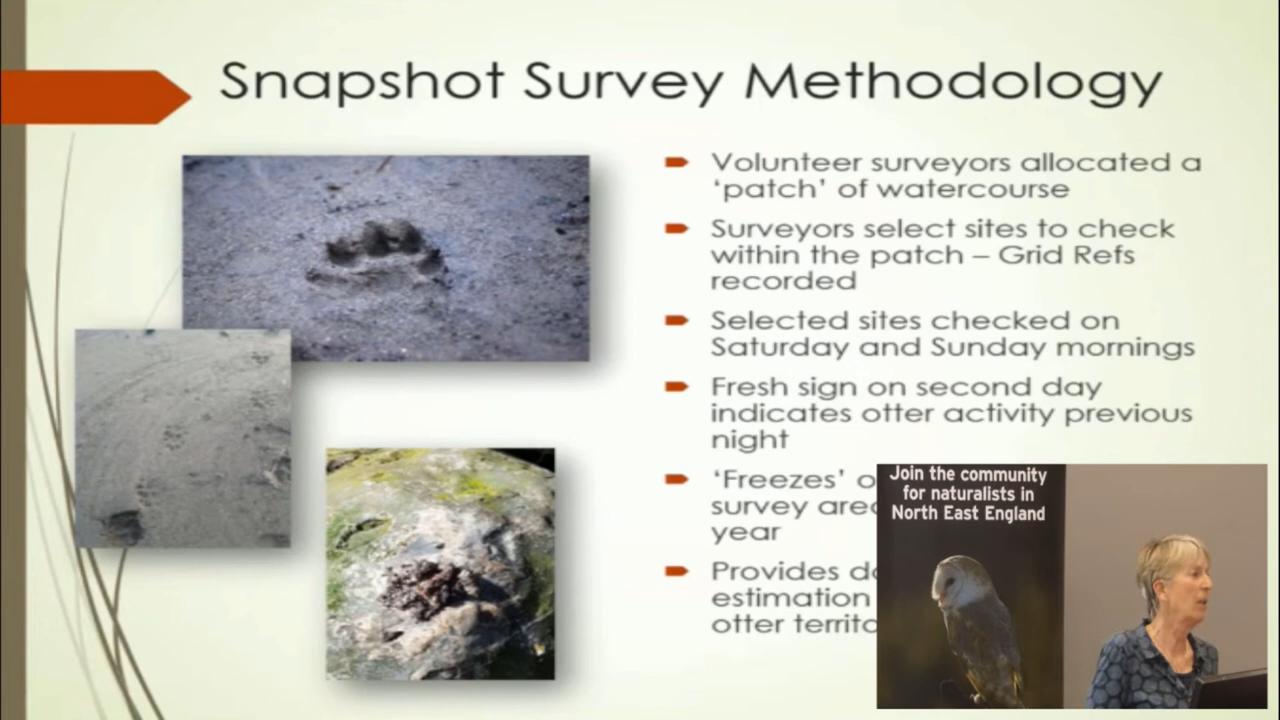 Snapshot Survey Methodology
Volunteer surveyors allocated a
‘patch’ of watercourse
Surveyors select sites to check
within the patch – Grid Refs
recorded
Selected sites checked on
Saturday and Sunday mornings
Fresh sign on second day
indicates otter activity previous
night
‘Freezes’
survey
year
Provides
estimation
otter
Join the community
for naturalists in
North East England